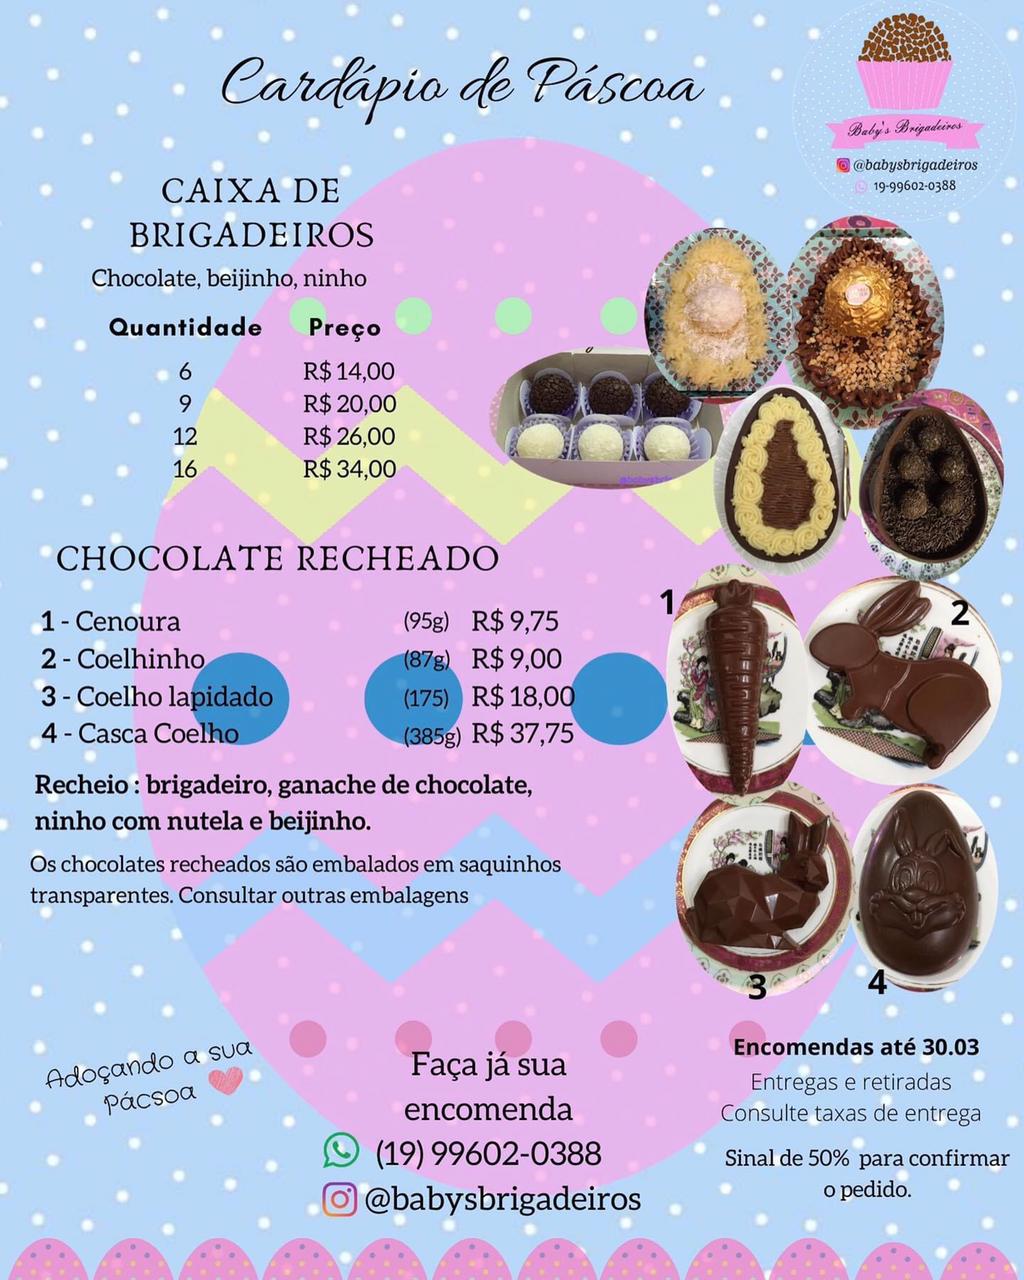 Cardápio de Páscoa
Baby's Brigadeiros
@babysbrigadeiros
19-99602-0388
CAIXA DE
BRIGADEIROS
Chocolate, beijinho, ninho
Quantidade Preço
6 R$ 14,00
9 R$ 20,00
12 R$ 26,00
16 R$ 34,00
CHOCOLATE RECHEADO
1 - Cenoura (95g) R$ 9,75
2 - Coelhinho (87g) R$ 9,00
3 - Coelho lapidado (175) R$ 18,00
4 - Casca Coelho (385g) R$ 37,75
1
2
3
4
Recheio : brigadeiro, ganache de chocolate,
ninho com nutela e beijinho.
Os chocolates recheados são embalados em saquinhos
transparentes. Consultar outras embalagens
Adoçando a sua
Pácsoa
Faça já sua
encomenda
(19) 99602-0388
@babysbrigadeiros
Encomendas até 30.03
Entregas e retiradas
Consulte taxas de entrega
Sinal de 50% para confirmar
o pedido.